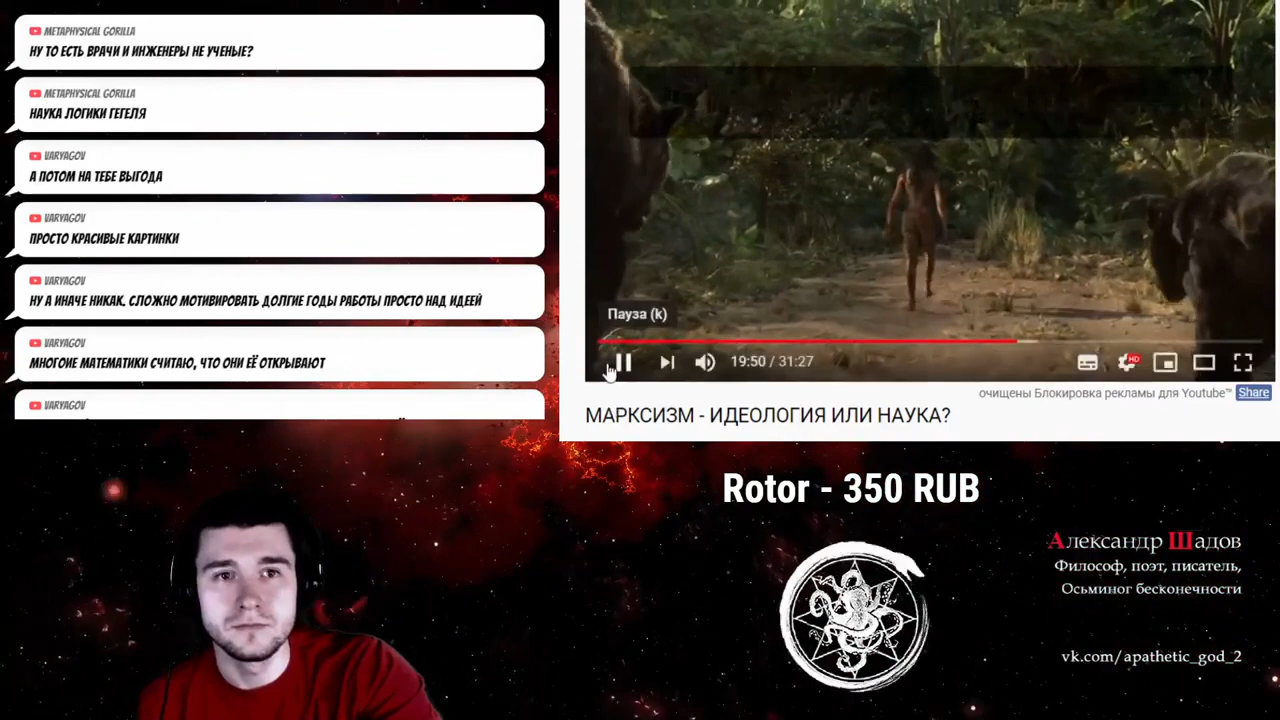 METAPHYSICAL GORILLA
НУ ТО ЕСТЬ ВРАЧИ И ИНЖЕНЕРЫ НЕ УЧЕНЫЕ?
METAPHYSICAL GORILLA
НАУКА ЛОГИКИ ГЕГЕЛЯ
VARYAGOV
А ПОТОМ НА ТЕБЕ ВЫГОДА
VARYAGOV
ПРОСТО КРАСИВЫЕ КАРТИНКИ
VARYAGOV
НУ А ИНАЧЕ НИКАК. СЛОЖНО МОТИВИРОВАТЬ ДОЛГИЕ ГОДЫ РАБОТЫ ПРОСТО НАД ИДЕЕЙ
VARYAGOV
МНОГОИЕ МАТЕМАТИКИ СЧИТАЮ, ЧТО ОНИ ЕЁ ОТКРЫВАЮТ
VARYAGOV
Пауза (k)
19:50 / 31:27
HD
очищены Блокировка рекламы для Youtube™ Share
МАРКСИЗМ - ИДЕОЛОГИЯ ИЛИ НАУКА?
Rotor - 350 RUB
Александр Шадов
Философ, поэт, писатель,
Осьминог бесконечности
vk.com/apathetic_god_2